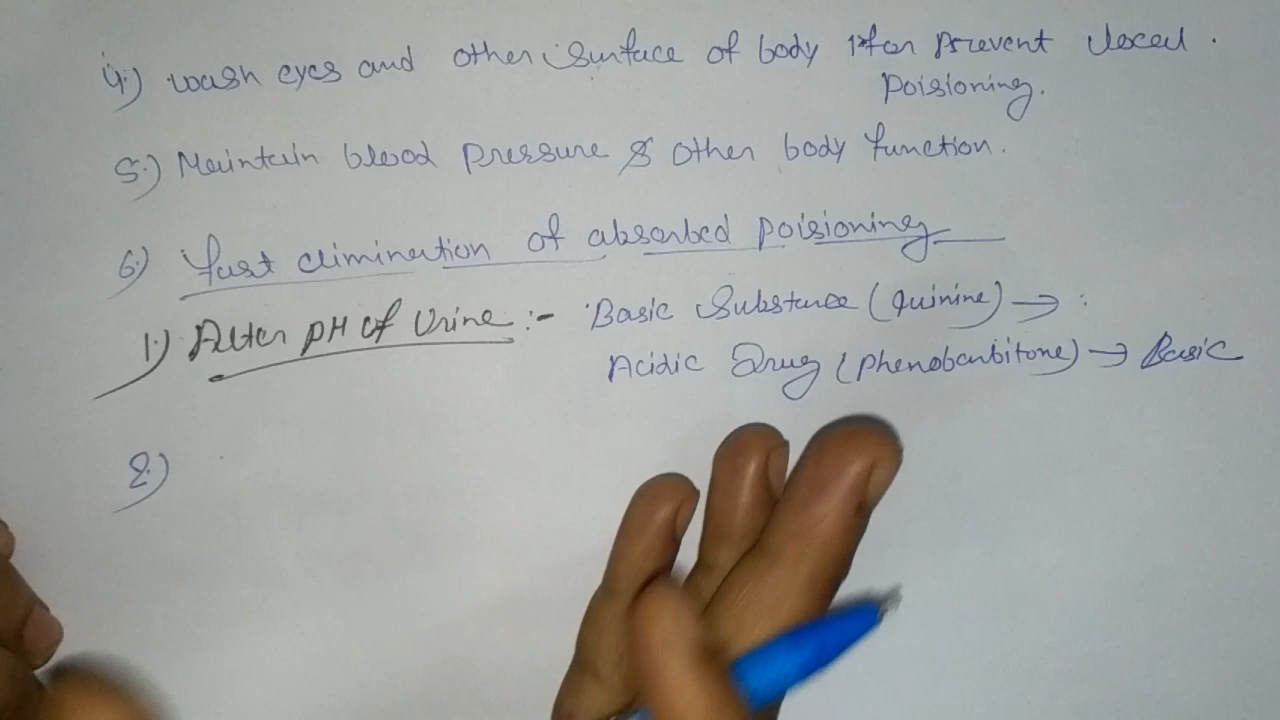 4.) Wash eyes and other surface of body for prevent local.
Poisioning.
5.) Maintain blood pressure & other body function.
6.) fast elimination of absorbed poisioning
1.) Alter pH of Urine :- Basic Substance (Quinine) →
Acidic Drug (Phenobarbitone) → Basic
2.)